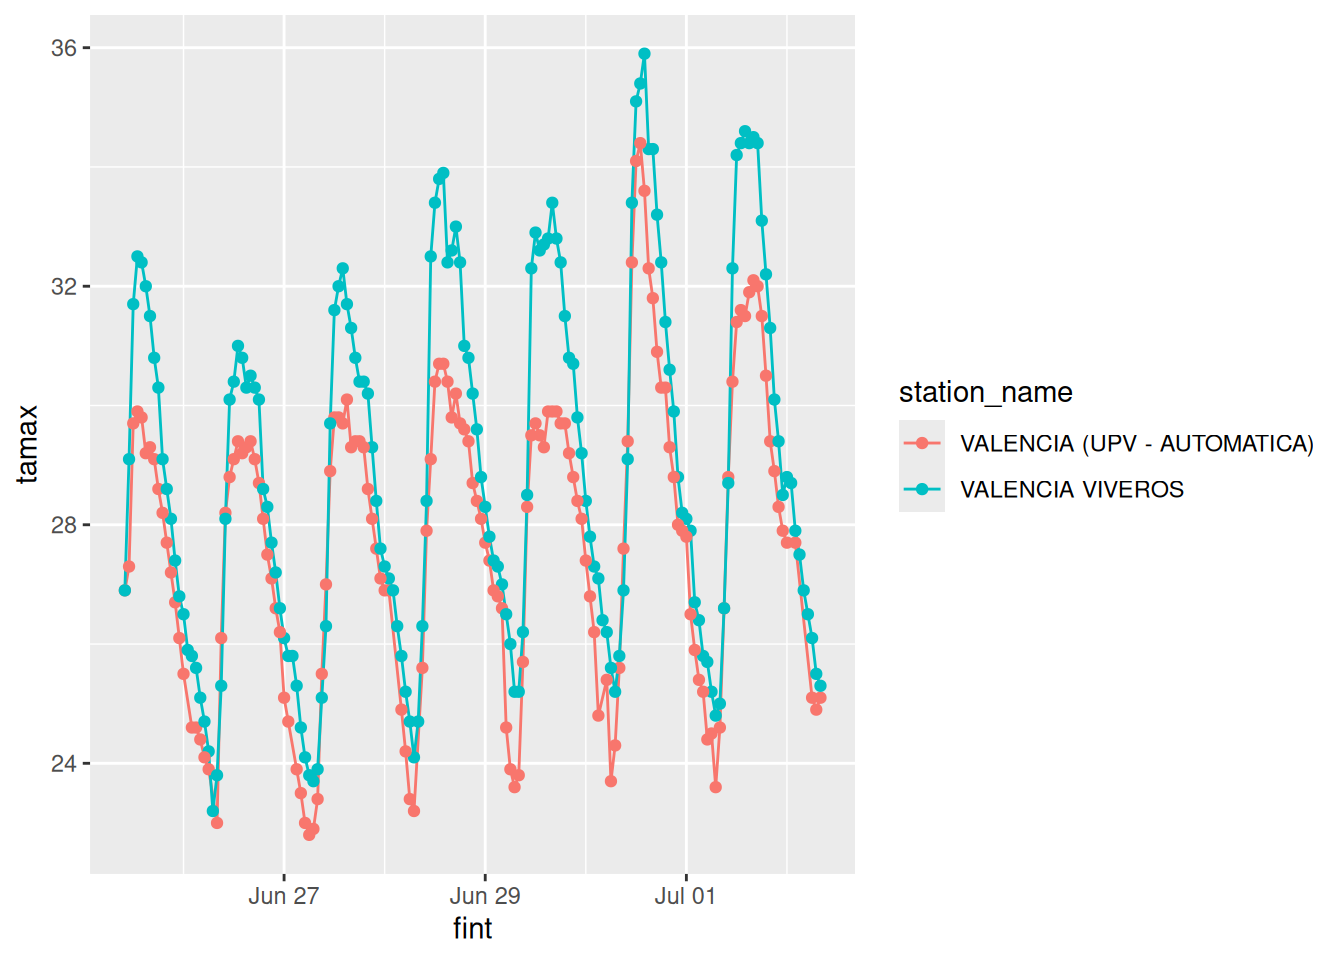 36
32
28
24
tamax
Jun 27
Jun 29
Jul 01
fint
station_name
VALENCIA (UPV - AUTOMATICA)
VALENCIA VIVEROS